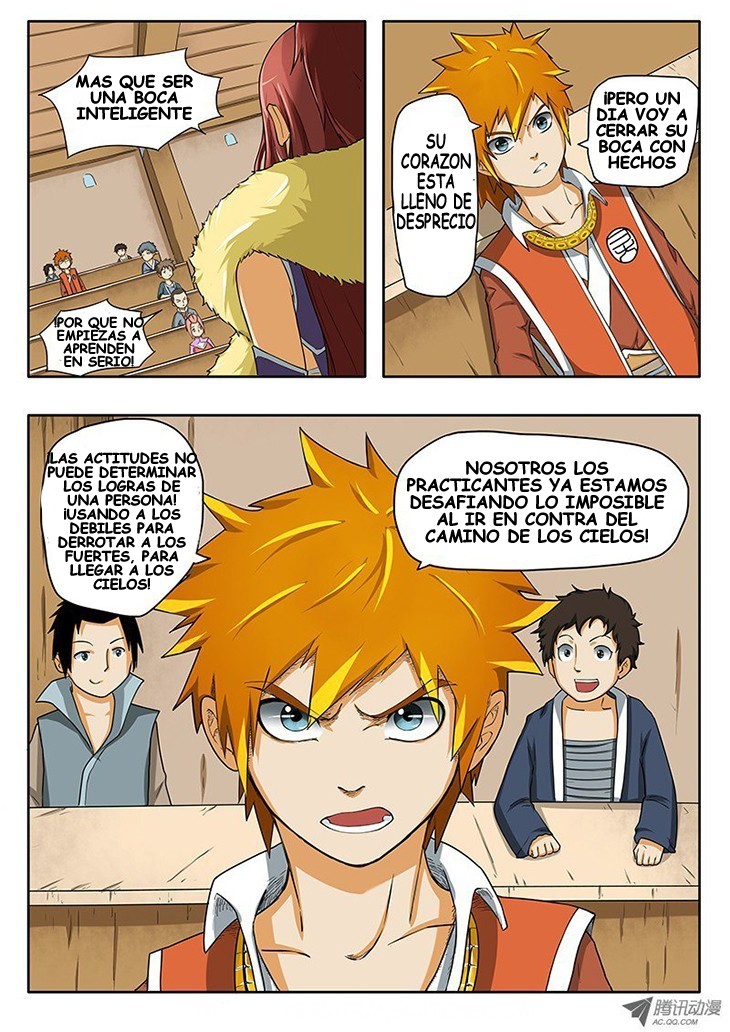 MAS QUE SER
UNA BOCA
INTELIGENTE
¡POR QUE NO
EMPIEZAS A
APRENDEN
EN SERIO!
SU
CORAZON
ESTA
LLENO DE
DESPRECIO
¡PERO UN
DIA VOY A
CERRAR SU
BOCA CON
HECHOS
¡LAS ACTITUDES NO
PUEDE DETERMINAR
LOS LOGRAS DE
UNA PERSONA!
¡USANDO A LOS
DEBILES PARA
DERROTAR A LOS
FUERTES, PARA
LLEGAR A LOS
CIELOS!
NOSOTROS LOS
PRACTICANTES YA ESTAMOS
DESAFIANDO LO IMPOSIBLE
AL IR EN CONTRA DEL
CAMINO DE LOS CIELOS!
腾讯动漫
AC.QQ.COM